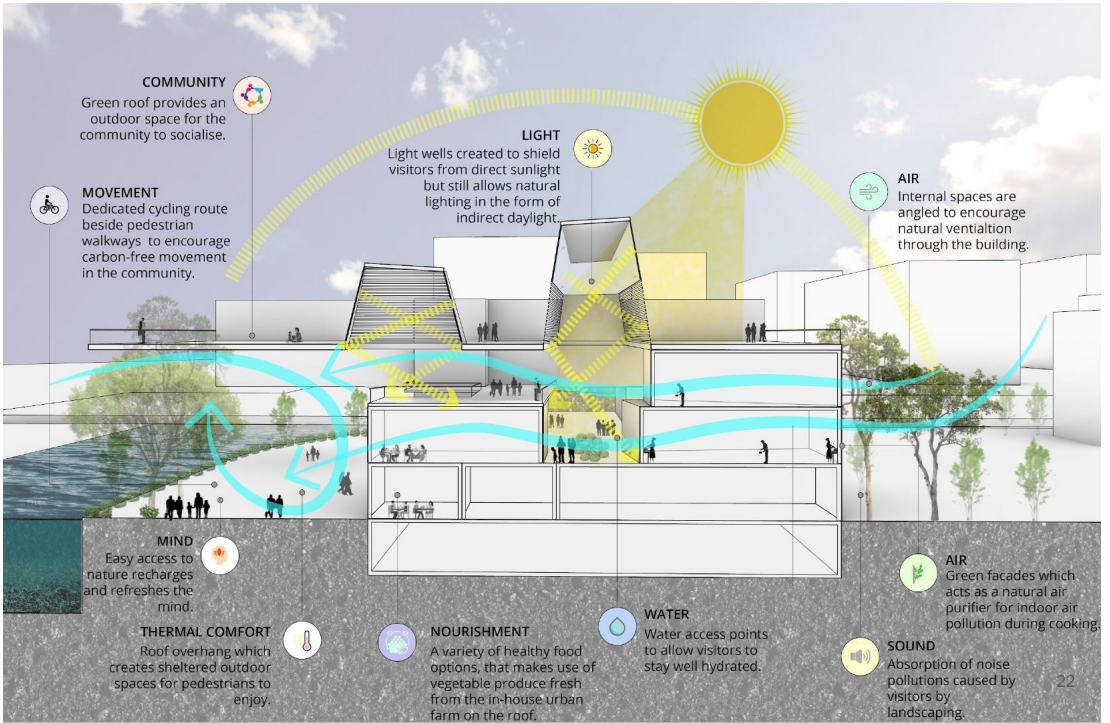 COMMUNITY
Green roof provides an
outdoor space for the
community to socialise.
LIGHT
Light wells created to shield
visitors from direct sunlight
but still allows natural
lighting in the form of
indirect daylight.
MOVEMENT
Dedicated cycling route
beside pedestrian
walkways to encourage
carbon-free movement
in the community.
AIR
Internal spaces are
angled to encourage
natural ventialtion
through the building.
MIND
Easy access to
nature recharges
and refreshes the
mind.
THERMAL COMFORT
Roof overhang which
creates sheltered outdoor
spaces for pedestrians to
enjoy.
NOURISHMENT
A variety of healthy food
options, that makes use of
vegetable produce fresh
from the in-house urban
farm on the roof.
WATER
Water access points
to allow visitors to
stay well hydrated.
AIR
Green facades which
acts as a natural air
purifier for indoor air
pollution during cooking.
SOUND
Absorption of noise
pollutions caused by
visitors by
landscaping.
22